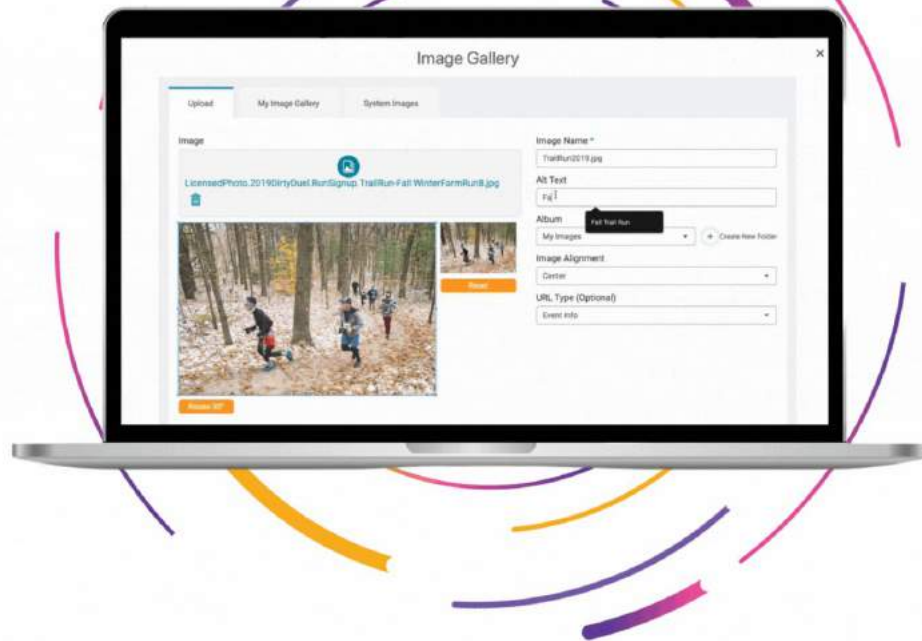 Image Gallery
×
Upload
My Image Gallery
System Images
Image
LicensedPhoto.2019DirtyDuel.RunSignup.TrailRun-Fall WinterFarmRun8.jpg
Reset
Rotate 90°
Image Name *
TrailRun2019.jpg
Alt Text
Fa
Fall Trail Run
Album
My Images
+ Create New Folder
Image Alignment
Center
URL Type (Optional)
Event Info